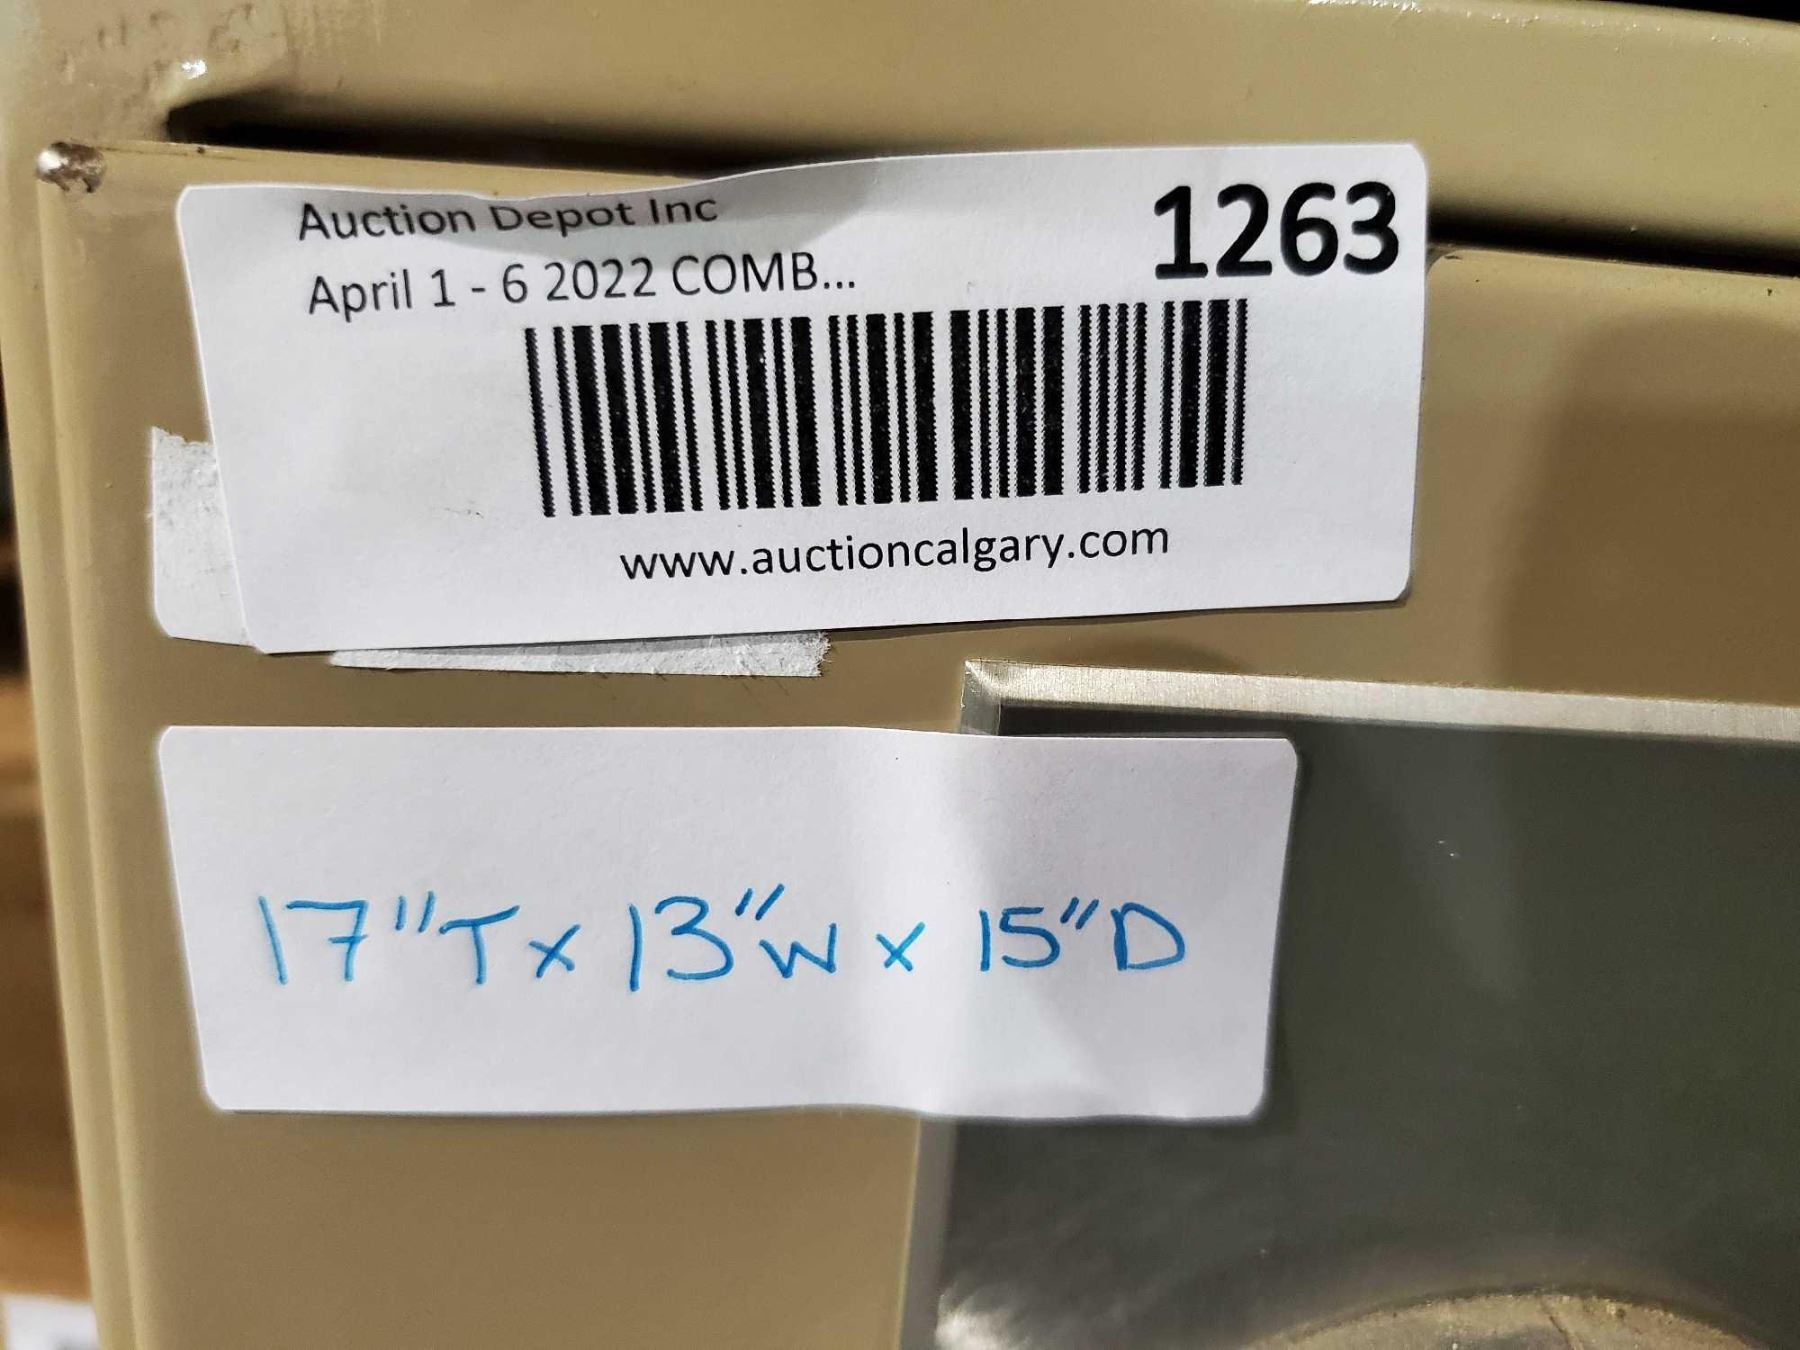 Auction Depot Inc
1263
April 1 - 6 2022 COMB...
www.auctioncalgary.com
17"T x 13"W x 15"D